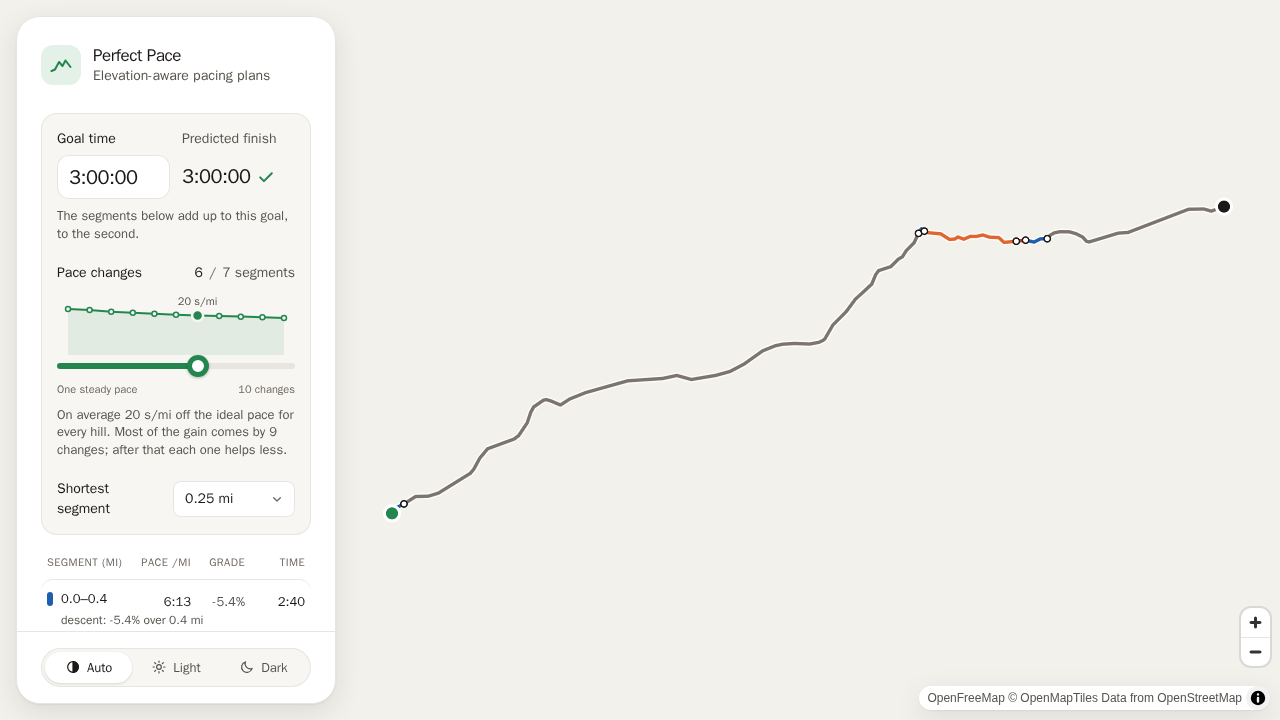 Perfect Pace
Elevation-aware pacing plans
Goal time
Predicted finish
3:00:00
3:00:00
The segments below add up to this goal,
to the second.
Pace changes
6 / 7 segments
20 s/mi
One steady pace
10 changes
On average 20 s/mi off the ideal pace for
every hill. Most of the gain comes by 9
changes; after that each one helps less.
Shortest
segment
0.25 mi
SEGMENT (MI) PACE /MI GRADE TIME
0.0–0.4 6:13 -5.4% 2:40
descent: -5.4% over 0.4 mi
Auto Light Dark
OpenFreeMap © OpenMapTiles Data from OpenStreetMap